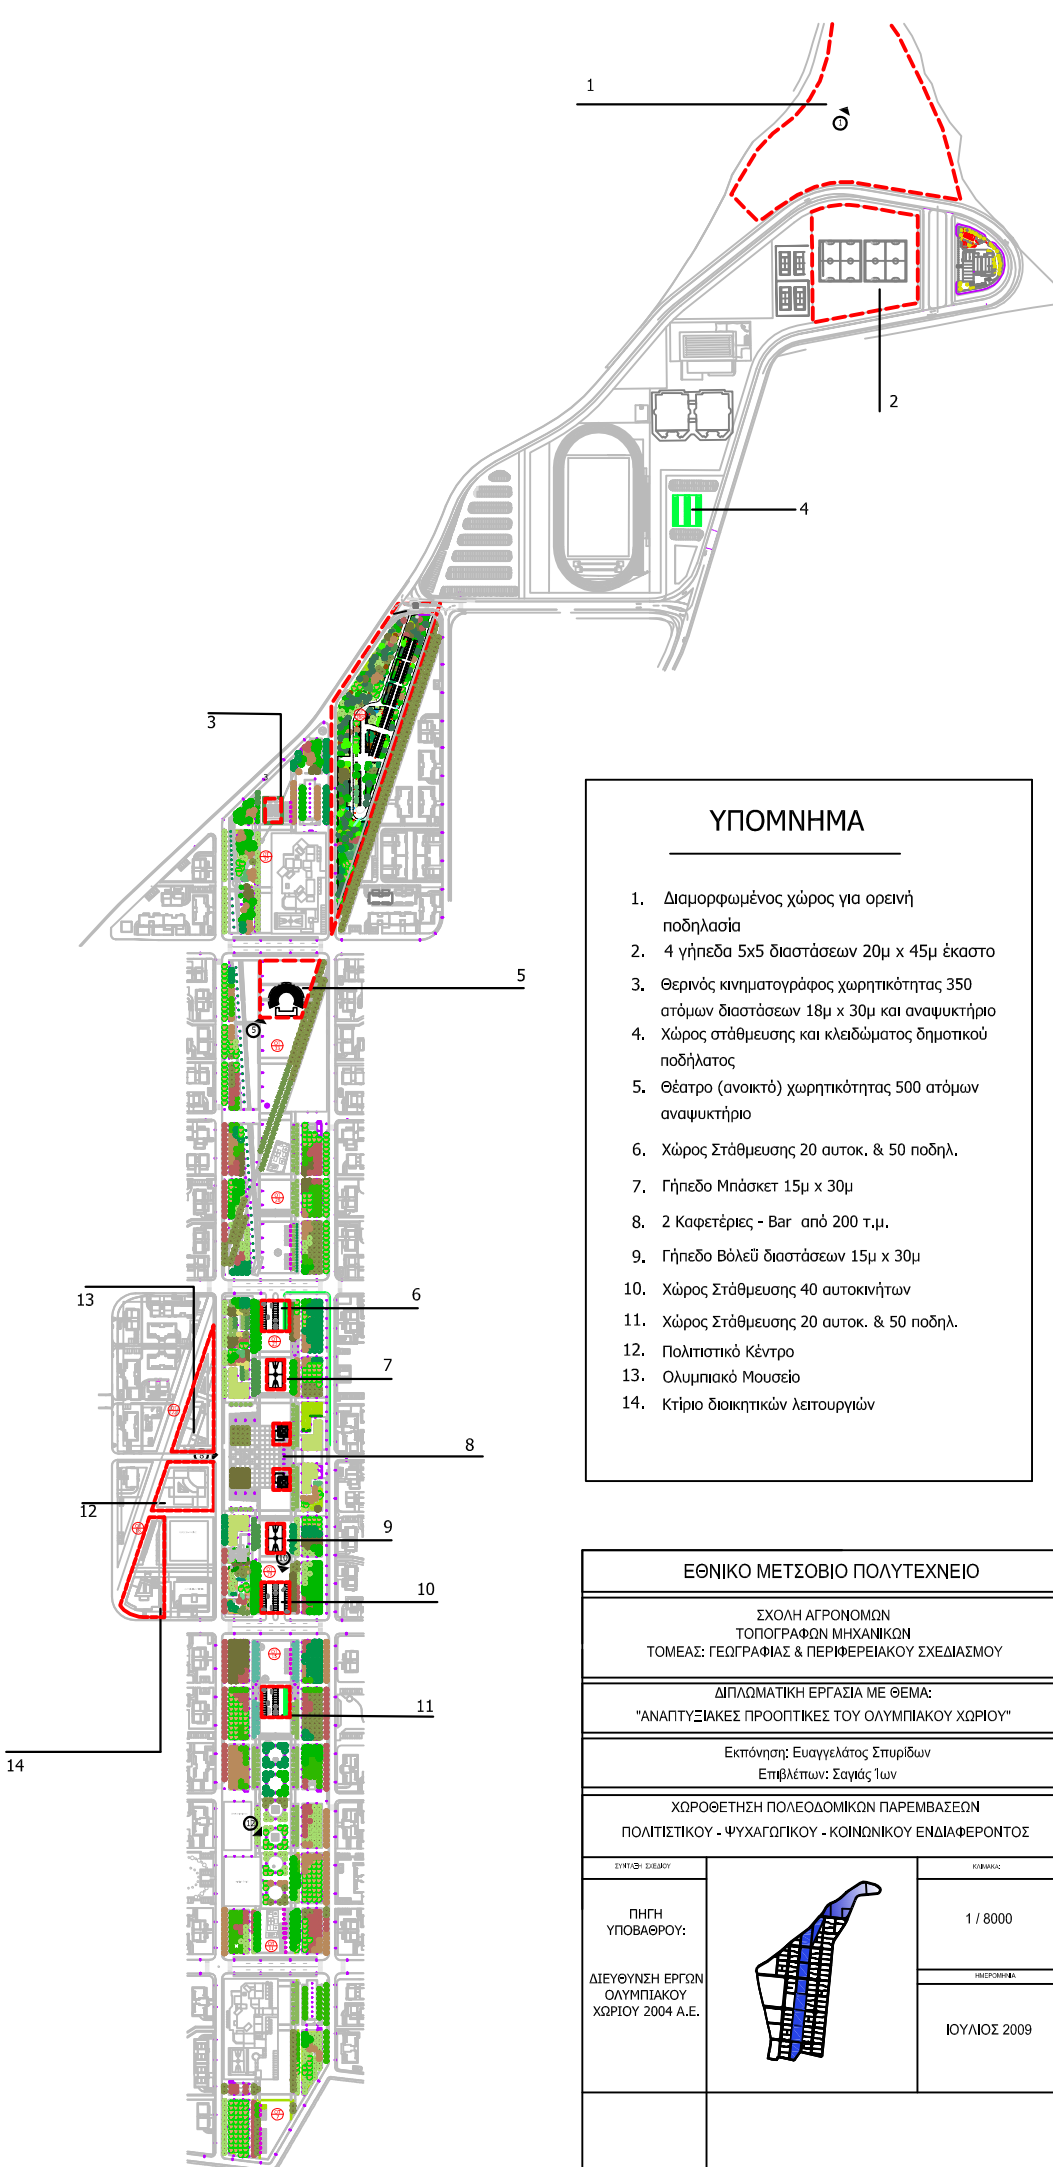 1
2
4
3
5
13
6
7
8
12
9
10
11
14
ΥΠΟΜΝΗΜΑ
1. Διαμορφωμένος χώρος για ορεινή
ποδηλασία
2. 4 γήπεδα 5x5 διαστάσεων 20μ x 45μ έκαστο
3. Θερινός κινηματογράφος χωρητικότητας 350
ατόμων διαστάσεων 18μ x 30μ και αναψυκτήριο
4. Χώρος στάθμευσης και κλειδώματος δημοτικού
ποδήλατος
5. Θέατρο (ανοικτό) χωρητικότητας 500 ατόμων
αναψυκτήριο
6. Χώρος Στάθμευσης 20 αυτοκ. & 50 ποδηλ.
7. Γήπεδο Μπάσκετ 15μ x 30μ
8. 2 Καφετέριες - Bar από 200 τ.μ.
9. Γήπεδο Βόλεϋ διαστάσεων 15μ x 30μ
10. Χώρος Στάθμευσης 40 αυτοκινήτων
11. Χώρος Στάθμευσης 20 αυτοκ. & 50 ποδηλ.
12. Πολιτιστικό Κέντρο
13. Ολυμπιακό Μουσείο
14. Κτίριο διοικητικών λειτουργιών
ΕΘΝΙΚΟ ΜΕΤΣΟΒΙΟ ΠΟΛΥΤΕΧΝΕΙΟ
ΣΧΟΛΗ ΑΓΡΟΝΟΜΩΝ
ΤΟΠΟΓΡΑΦΩΝ ΜΗΧΑΝΙΚΩΝ
ΤΟΜΕΑΣ: ΓΕΩΓΡΑΦΙΑΣ & ΠΕΡΙΦΕΡΕΙΑΚΟΥ ΣΧΕΔΙΑΣΜΟΥ
ΔΙΠΛΩΜΑΤΙΚΗ ΕΡΓΑΣΙΑ ΜΕ ΘΕΜΑ:
"ΑΝΑΠΤΥΞΙΑΚΕΣ ΠΡΟΟΠΤΙΚΕΣ ΤΟΥ ΟΛΥΜΠΙΑΚΟΥ ΧΩΡΙΟΥ"
Εκπόνηση: Ευαγγελάτος Σπυρίδων
Επιβλέπων: Σαγιάς Ίων
ΧΩΡΟΘΕΤΗΣΗ ΠΟΛΕΟΔΟΜΙΚΩΝ ΠΑΡΕΜΒΑΣΕΩΝ
ΠΟΛΙΤΙΣΤΙΚΟΥ - ΨΥΧΑΓΩΓΙΚΟΥ - ΚΟΙΝΩΝΙΚΟΥ ΕΝΔΙΑΦΕΡΟΝΤΟΣ
ΣΥΝΤΑΞΗ ΣΧΕΔΙΟΥ
ΠΗΓΗ
ΥΠΟΒΑΘΡΟΥ:
ΔΙΕΥΘΥΝΣΗ ΕΡΓΩΝ
ΟΛΥΜΠΙΑΚΟΥ
ΧΩΡΙΟΥ 2004 Α.Ε.
ΚΛΙΜΑΚΑ:
1 / 8000
ΗΜΕΡΟΜΗΝΙΑ
ΙΟΥΛΙΟΣ 2009